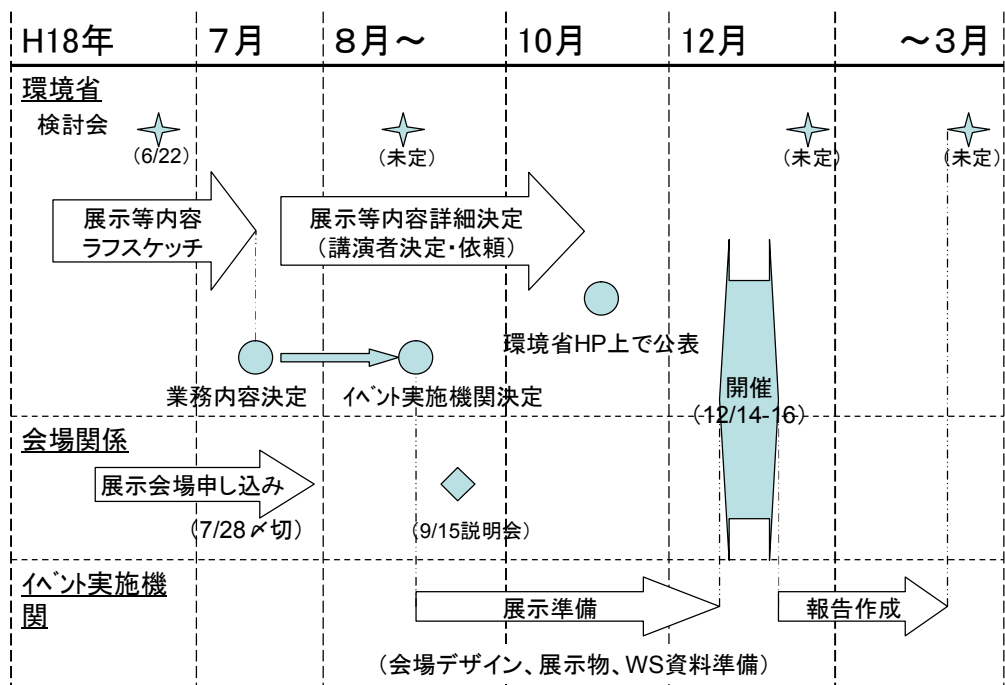 H18年 7月 8月～ 10月 12月 ～3月
環境省
検討会
(6/22) (未定) (未定) (未定)
展示等内容
ラフスケッチ
展示等内容詳細決定
(講演者決定・依頼)
環境省HP上で公表
業務内容決定 ｲﾍﾞﾝﾄ実施機関決定
開催
(12/14-16)
会場関係
展示会場申し込み
(7/28〆切) (9/15説明会)
ｲﾍﾞﾝﾄ実施機
関
展示準備 報告作成
(会場デザイン、展示物、WS資料準備)